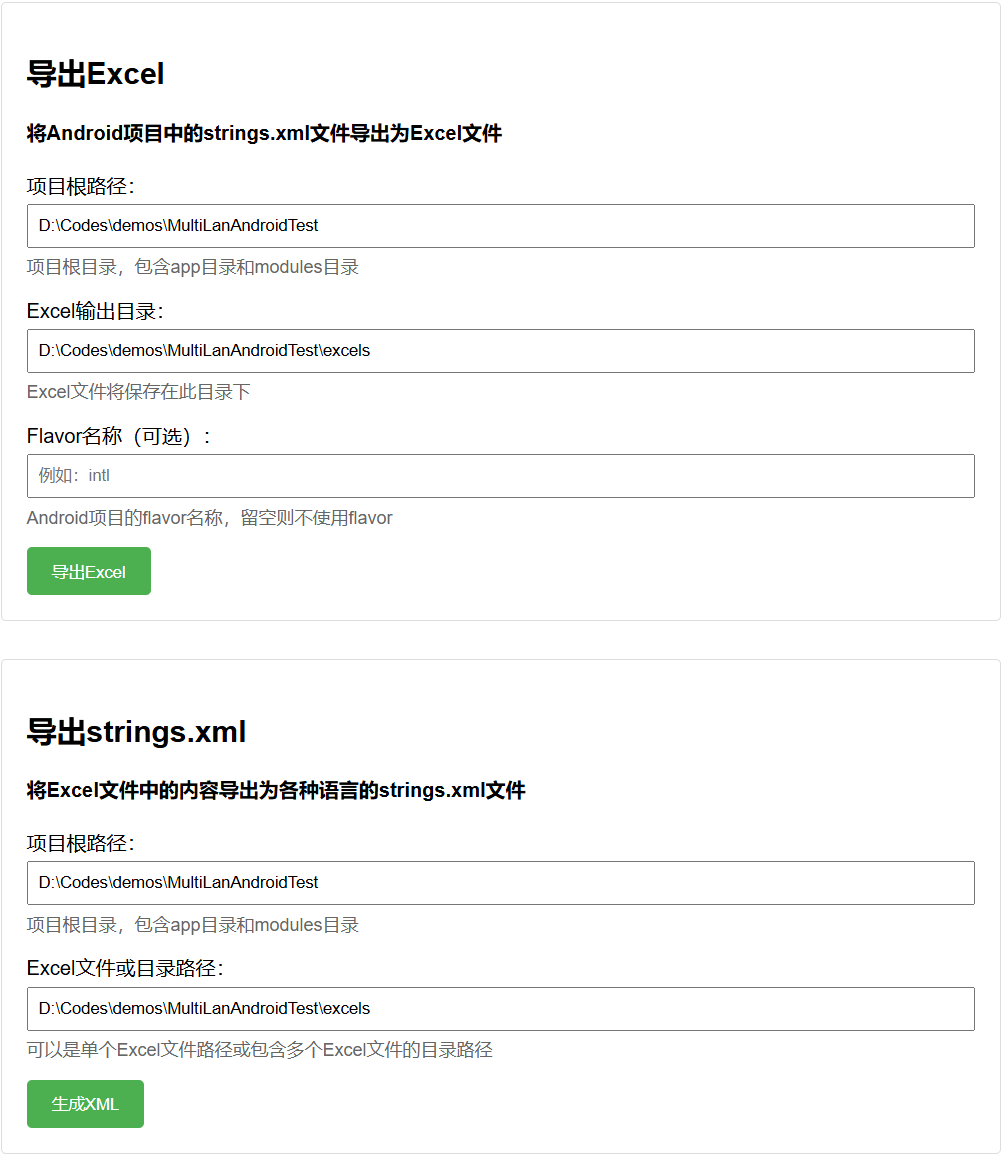 导出Excel
将Android项目中的strings.xml文件导出为Excel文件
项目根路径：
D:\Codes\demos\MultiLanAndroidTest
项目根目录，包含app目录和modules目录
Excel输出目录：
D:\Codes\demos\MultiLanAndroidTest\excels
Excel文件将保存在此目录下
Flavor名称（可选）：
例如：intl
Android项目的flavor名称，留空则不使用flavor
导出Excel
导出strings.xml
将Excel文件中的内容导出为各种语言的strings.xml文件
项目根路径：
D:\Codes\demos\MultiLanAndroidTest
项目根目录，包含app目录和modules目录
Excel文件或目录路径：
D:\Codes\demos\MultiLanAndroidTest\excels
可以是单个Excel文件路径或包含多个Excel文件的目录路径
生成XML